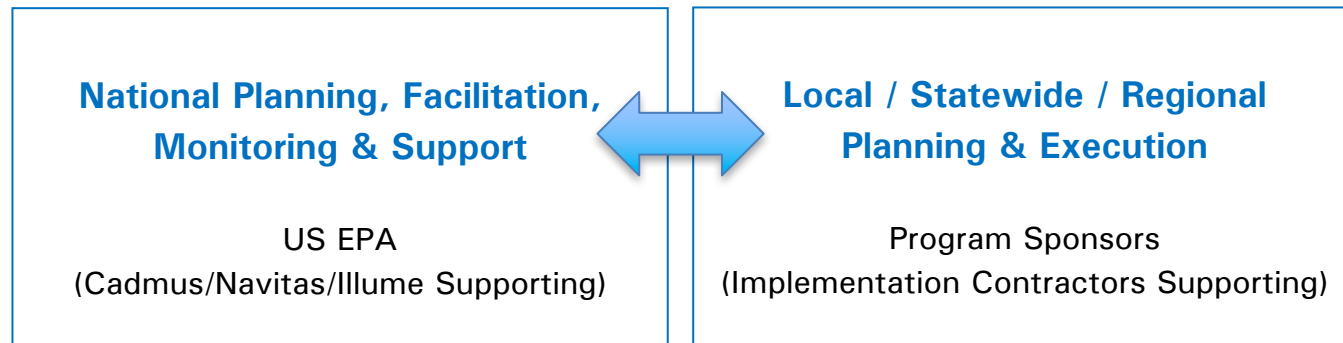 National Planning, Facilitation,
Monitoring & Support
US EPA
(Cadmus/Navitas/Illume Supporting)
Local / Statewide / Regional
Planning & Execution
Program Sponsors
(Implementation Contractors Supporting)